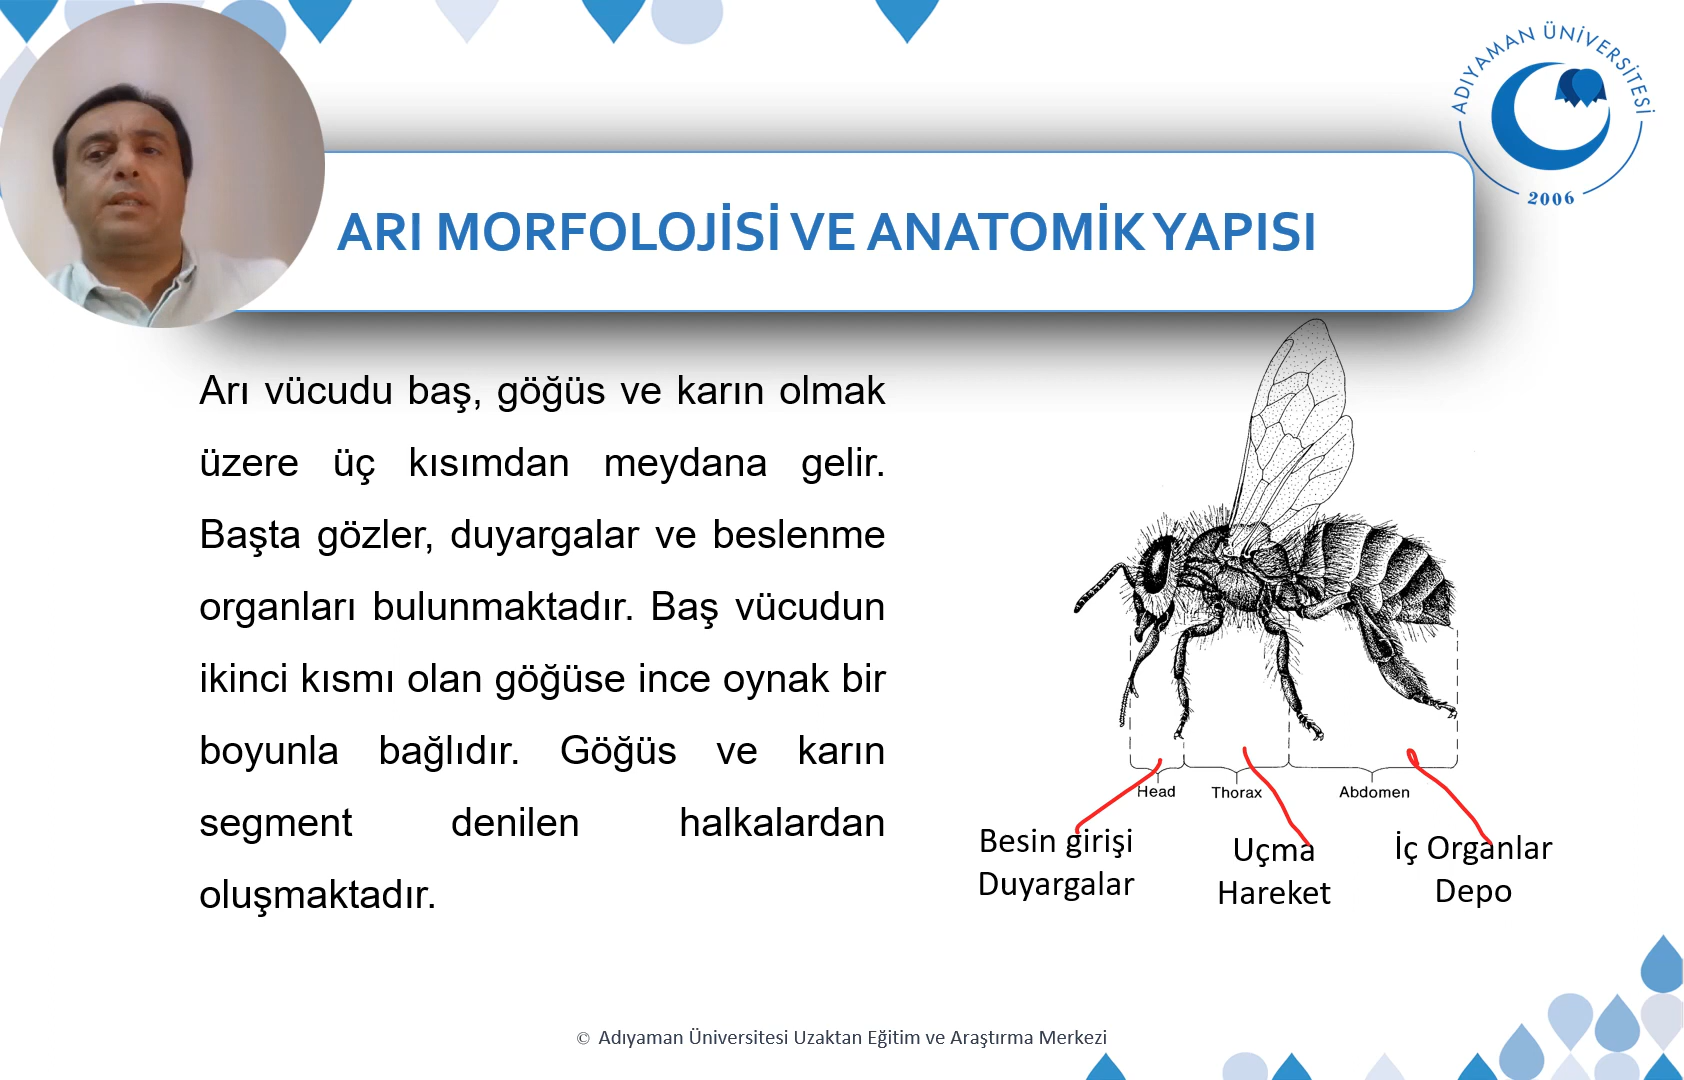 ADIYAMAN ÜNİVERSİTESİ
2006
ARI MORFOLOJİSİ VE ANATOMİK YAPISI
Arı vücudu baş, göğüs ve karın olmak
üzere üç kısımdan meydana gelir.
Başta gözler, duyargalar ve beslenme
organları bulunmaktadır. Baş vücudun
ikinci kısmı olan göğüse ince oynak bir
boyunla bağlıdır. Göğüs ve karın
segment denilen halkalardan
oluşmaktadır.
Head Thorax Abdomen
Besin girişi
Duyargalar
Uçma
Hareket
İç Organlar
Depo
© Adıyaman Üniversitesi Uzaktan Eğitim ve Araştırma Merkezi